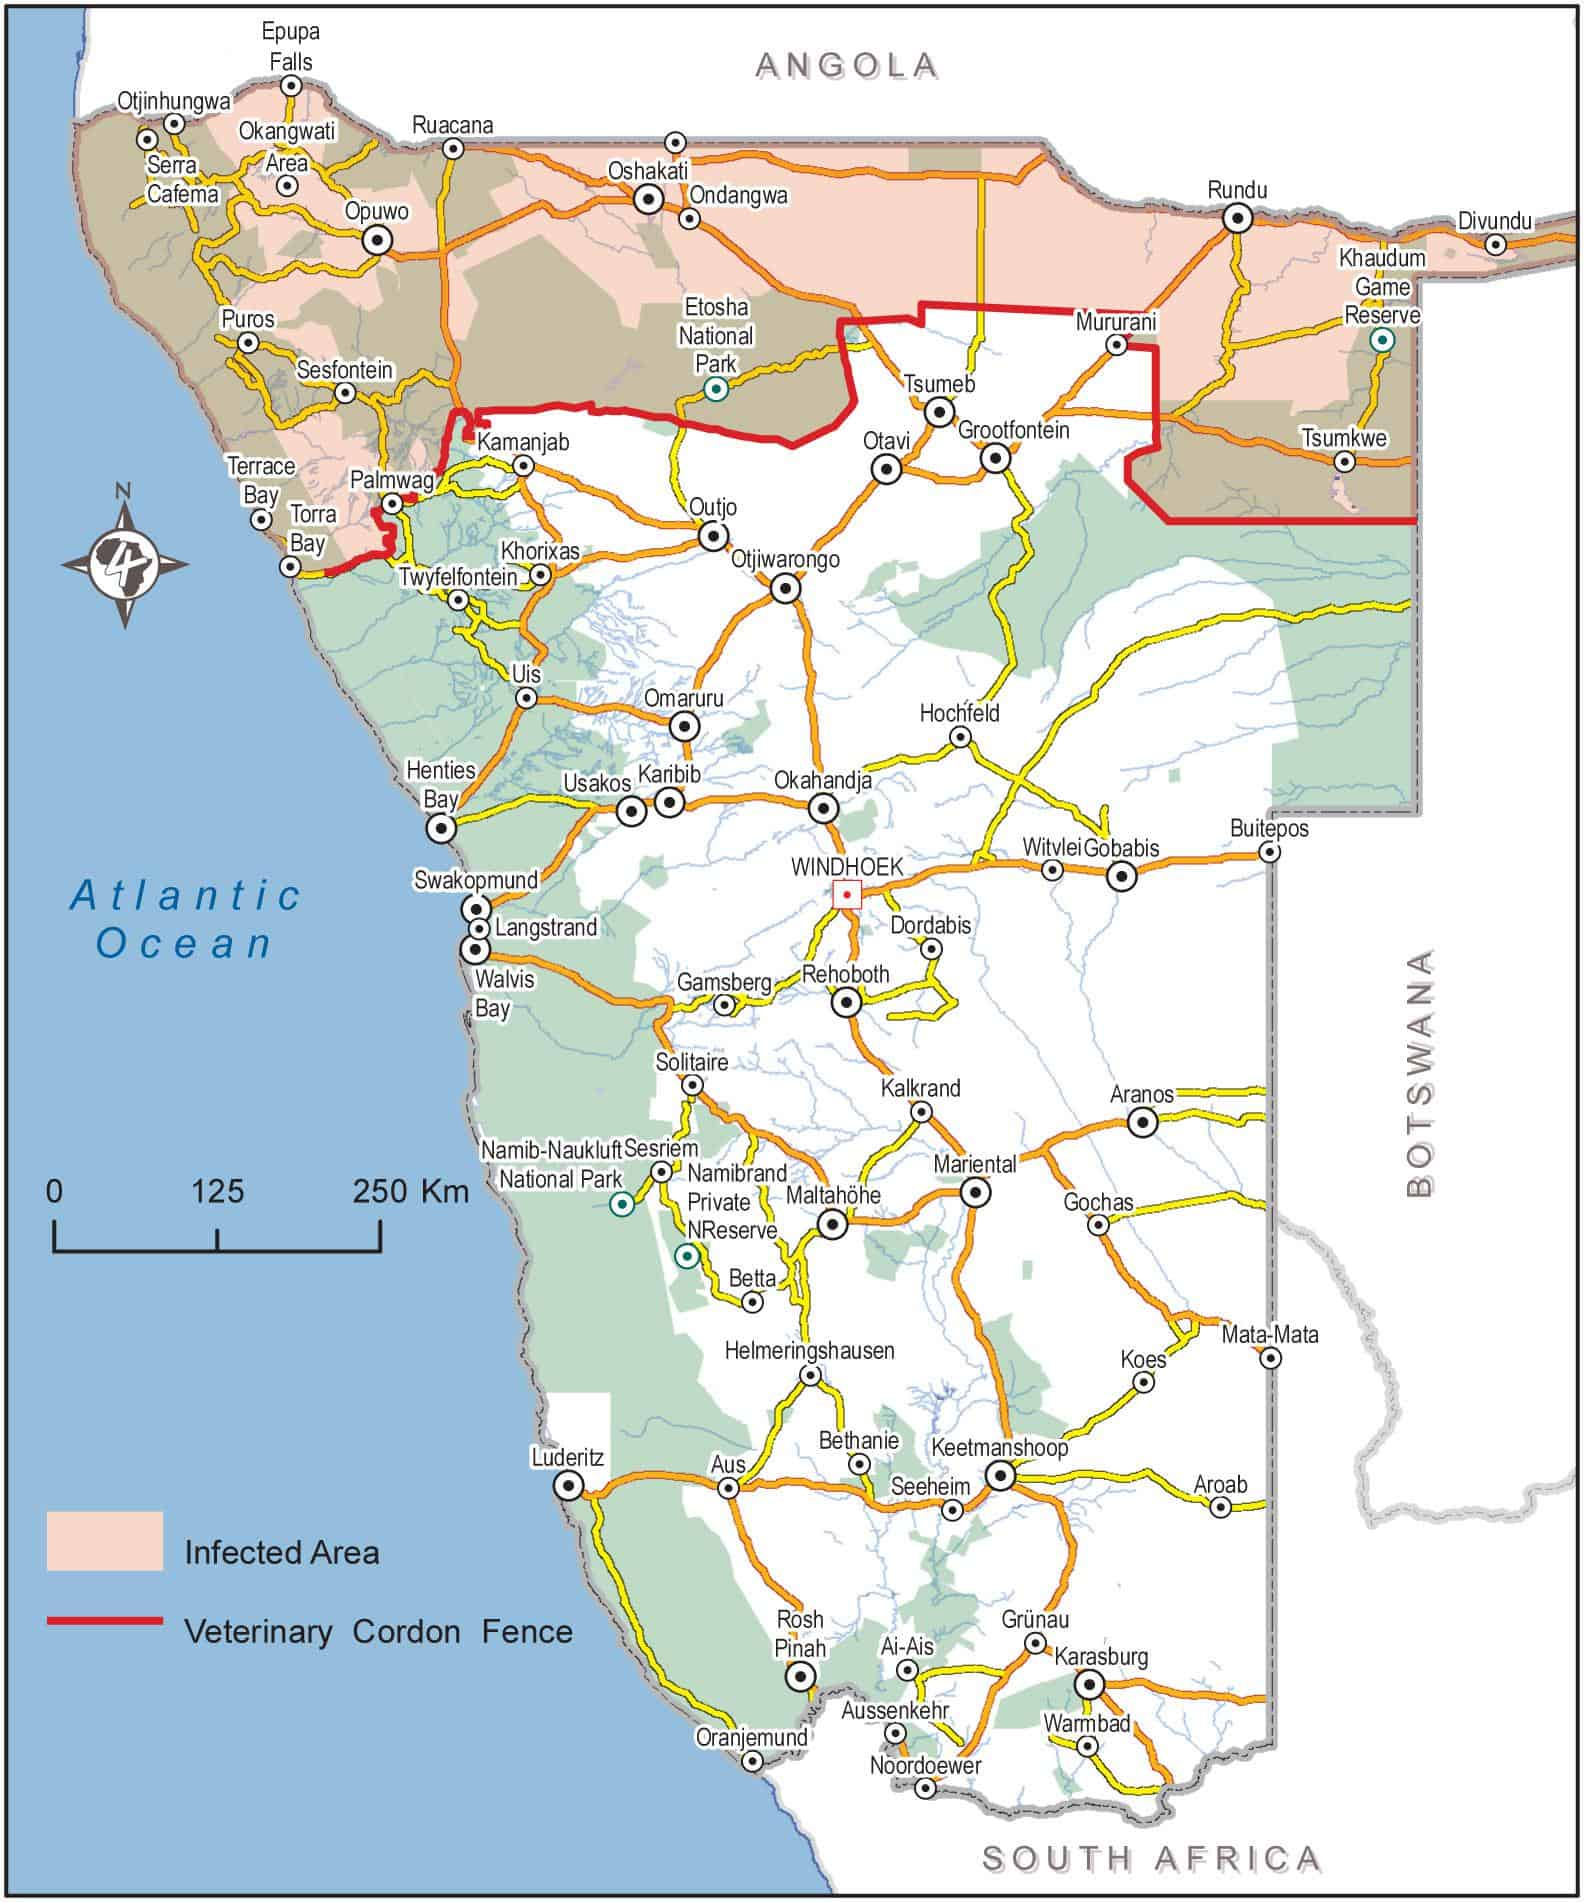 Epupa
Falls
ANGOLA
Otjinhungwa
Okangwati
Area
Ruacana
Serra
Cafema
Oshakati
Ondangwa
Rundu
Opuwo
Divundu
Khaudum
Game
Reserve
Puros
Etosha
National
Park
Mururani
Sesfontein
Tsumeb
Kamanjab
Otavi
Grootfontein
Tsumkwe
Terrace
Bay
Palmwag
N
Torra
Bay
Outjo
4
Khorixas
Otjiwarongo
Twyfelfontein
Uis
Omaruru
Hochfeld
Henties
Bay
Usakos
Karibib
Okahandja
Buitepos
WINDHOEK
Witvlei
Gobabis
Swakopmund
Atlantic
Ocean
Langstrand
Dordabis
Walvis
Bay
Gamsberg
Rehoboth
BOTSWANA
Solitaire
Kalkrand
Aranos
Namib-Naukluft
National Park
Sesriem
Namibrand
Private
NReserve
Mariental
0 125 250 Km
Maltahöhe
Gochas
Betta
Mata-Mata
Helmeringshausen
Koes
Bethanie
Keetmanshoop
Luderitz
Aus
Seeheim
Aroab
Infected Area
Veterinary Cordon Fence
Rosh
Pinah
Ai-Ais
Grünau
Karasburg
Aussenkehr
Warmbad
Oranjemund
Noordoewer
SOUTH AFRICA